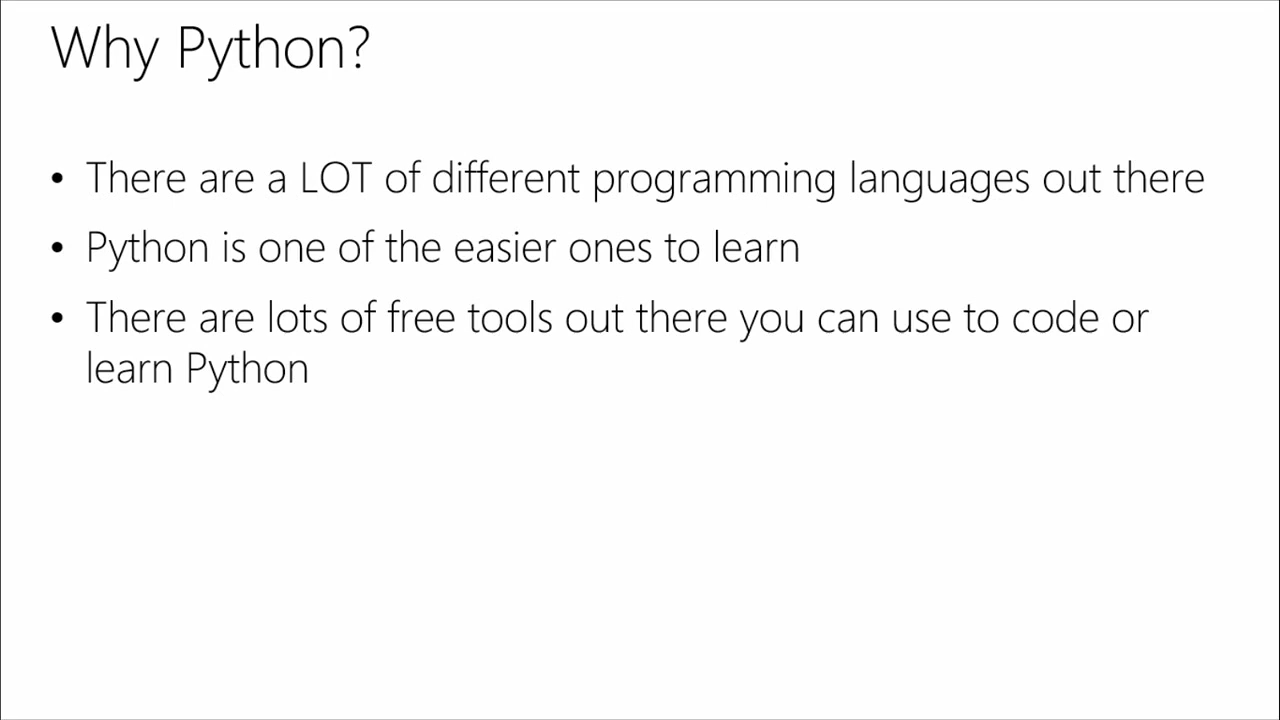 Why Python?
• There are a LOT of different programming languages out there
• Python is one of the easier ones to learn
• There are lots of free tools out there you can use to code or
learn Python